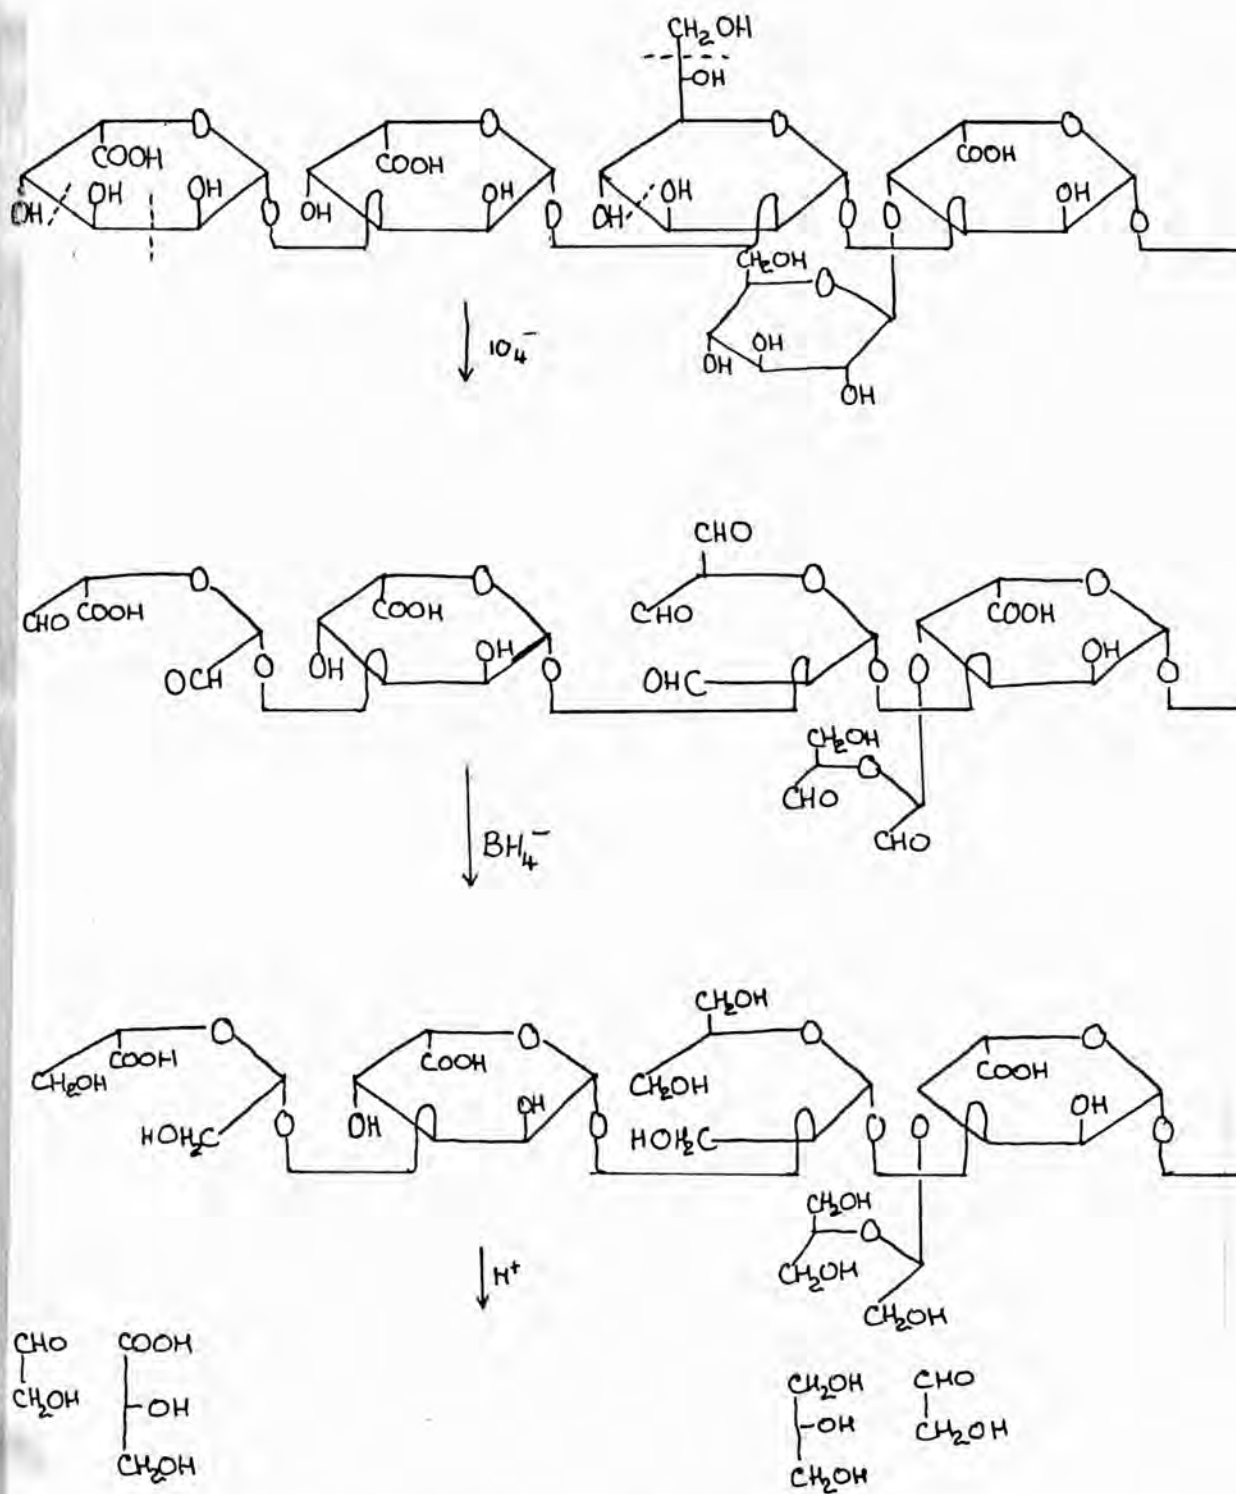 CH2OH
OH
O O O O
COOH COOH COOH
OH OH OH OH OH OH OH OH OH
O O O O O
CH2OH
O
OH
OH
OH
IO4-
CHO
O O O O
CHO COOH COOH CHO COOH
OCH O OH OH O OHC O O OH O
CH2OH
O
CHO
CHO
BH4-
CH2OH
O O O O
CH2OH COOH COOH CH2OH COOH
HOH2C O OH OH O HOH2C O O OH O
CH2OH
O
CH2OH
CH2OH
H+
CHO COOH
CH2OH
OH
CH2OH
CH2OH CHO
OH
CH2OH
CH2OH